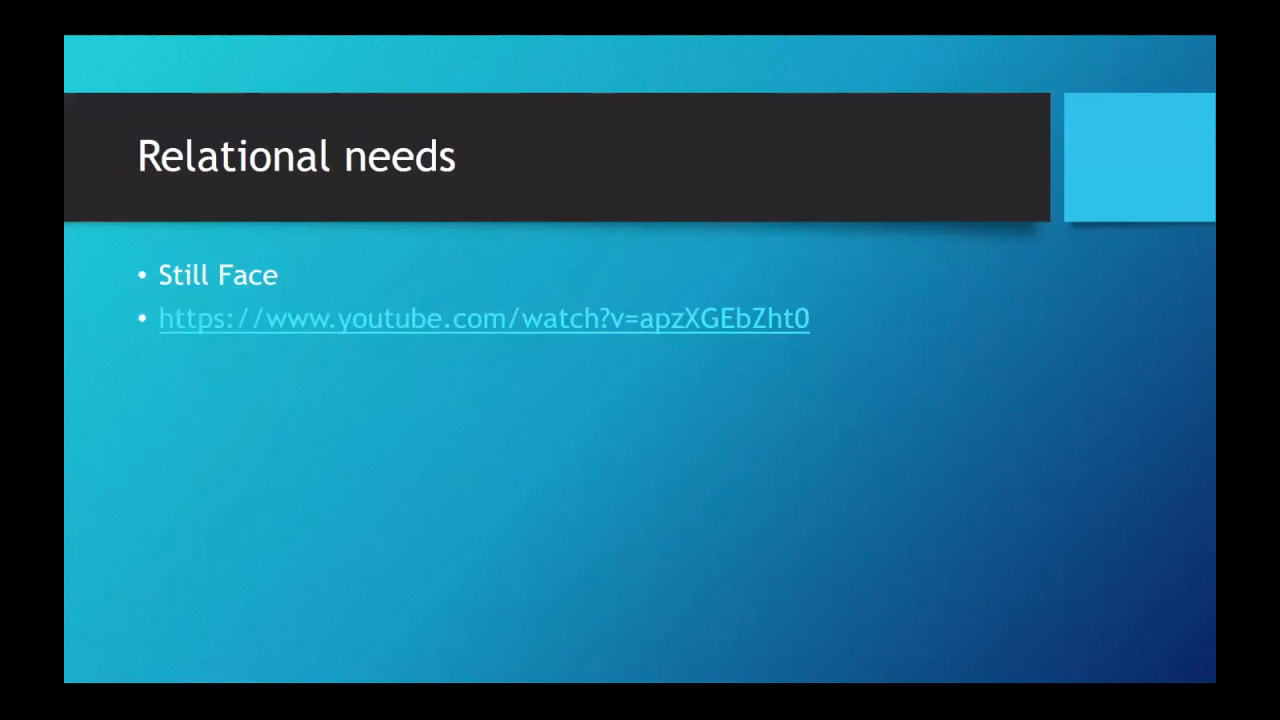 Relational needs
• Still Face
• https://www.youtube.com/watch?v=apzXGEbZht0